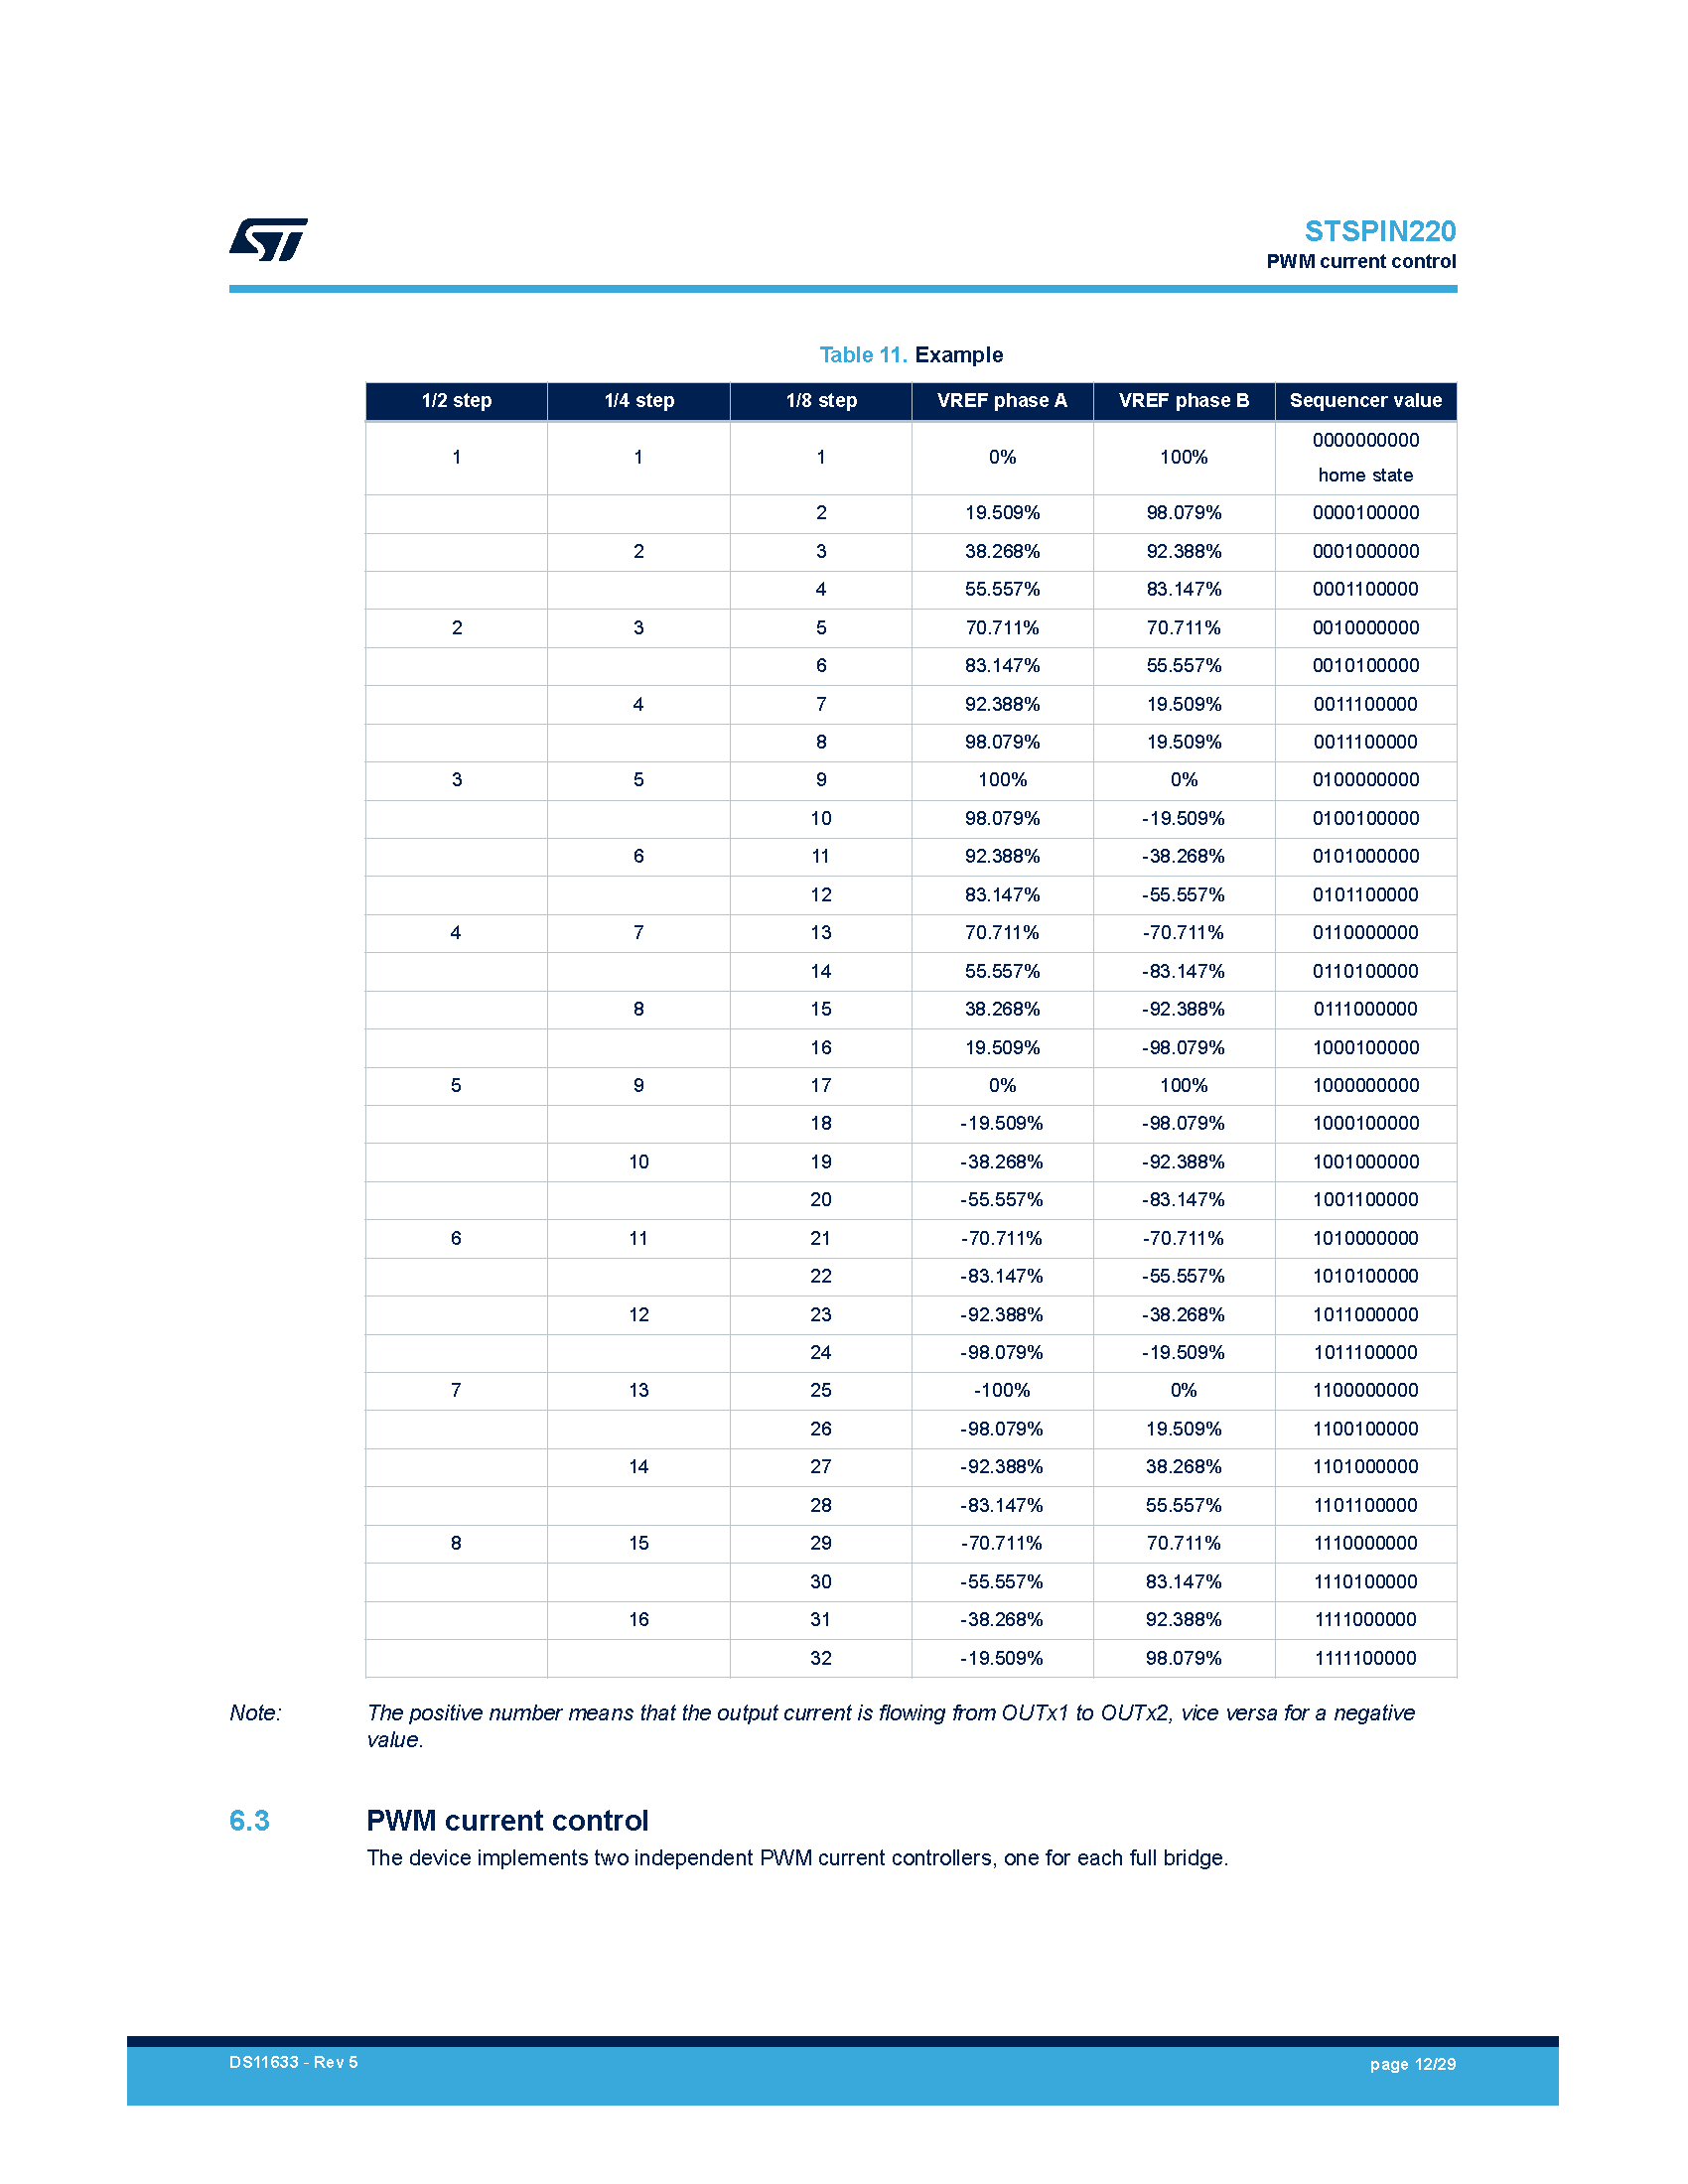 STSPIN220
PWM current control
Table 11. Example
1/2 step 1/4 step 1/8 step VREF phase A VREF phase B Sequencer value
1 1 1 0% 100% 0000000000
home state
2 19.509% 98.079% 0000100000
2 3 38.268% 92.388% 0001000000
4 55.557% 83.147% 0001100000
2 3 5 70.711% 70.711% 0010000000
6 83.147% 55.557% 0010100000
4 7 92.388% 19.509% 0011100000
8 98.079% 19.509% 0011100000
3 5 9 100% 0% 0100000000
10 98.079% -19.509% 0100100000
6 11 92.388% -38.268% 0101000000
12 83.147% -55.557% 0101100000
4 7 13 70.711% -70.711% 0110000000
14 55.557% -83.147% 0110100000
8 15 38.268% -92.388% 0111000000
16 19.509% -98.079% 1000100000
5 9 17 0% 100% 1000000000
18 -19.509% -98.079% 1000100000
10 19 -38.268% -92.388% 1001000000
20 -55.557% -83.147% 1001100000
6 11 21 -70.711% -70.711% 1010000000
22 -83.147% -55.557% 1010100000
12 23 -92.388% -38.268% 1011000000
24 -98.079% -19.509% 1011100000
7 13 25 -100% 0% 1100000000
26 -98.079% 19.509% 1100100000
14 27 -92.388% 38.268% 1101000000
28 -83.147% 55.557% 1101100000
8 15 29 -70.711% 70.711% 1110000000
30 -55.557% 83.147% 1110100000
16 31 -38.268% 92.388% 1111000000
32 -19.509% 98.079% 1111100000
Note: The positive number means that the output current is flowing from OUTx1 to OUTx2, vice versa for a negative
value.
6.3 PWM current control
The device implements two independent PWM current controllers, one for each full bridge.
DS11633 - Rev 5 page 12/29